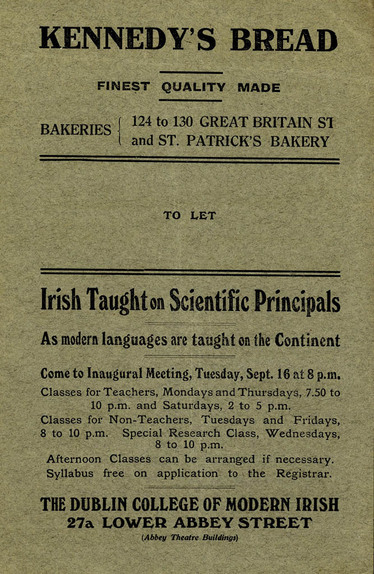 KENNEDY'S BREAD
FINEST QUALITY MADE
BAKERIES { 124 to 130 GREAT BRITAIN ST
and ST. PATRICK'S BAKERY
TO LET
Irish Taught on Scientific Principals
As modern languages are taught on the Continent
Come to Inaugural Meeting, Tuesday, Sept. 16 at 8 p.m.
Classes for Teachers, Mondays and Thursdays, 7.50 to
10 p.m. and Saturdays, 2 to 5 p.m.
Classes for Non-Teachers, Tuesdays and Fridays,
8 to 10 p.m. Special Research Class, Wednesdays,
8 to 10 p.m.
Afternoon Classes can be arranged if necessary.
Syllabus free on application to the Registrar.
THE DUBLIN COLLEGE OF MODERN IRISH
27a LOWER ABBEY STREET
(Abbey Theatre Buildings)